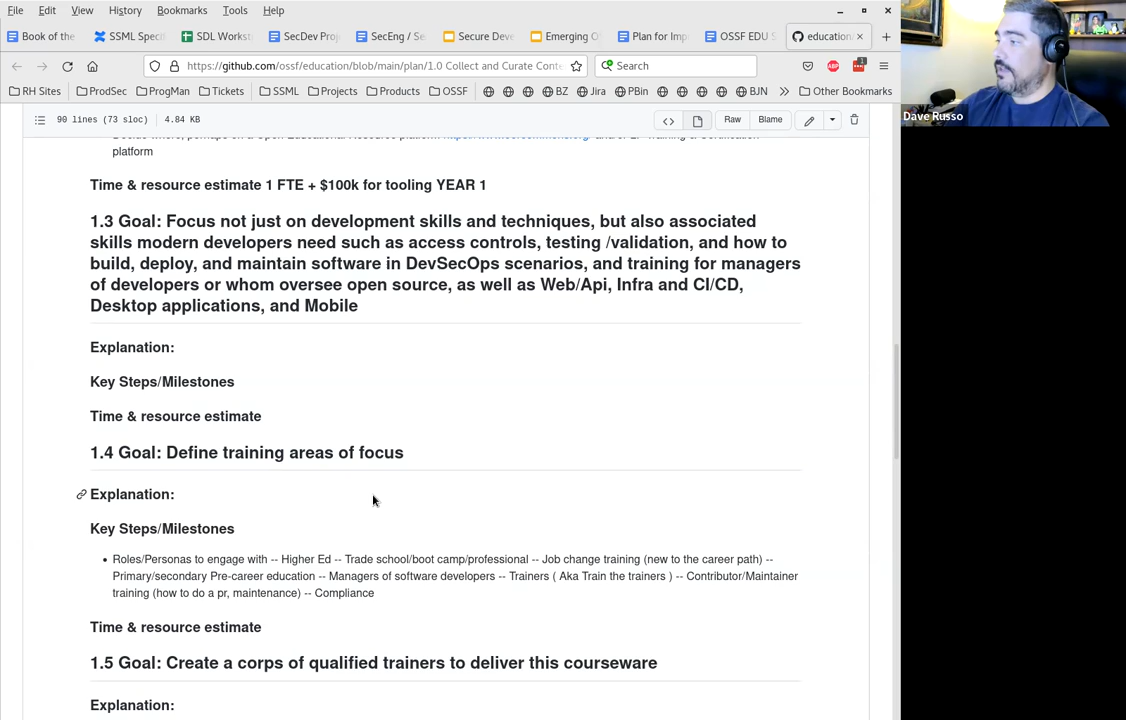 File Edit View History Bookmarks Tools Help
Book of the
SSML Speci
SDL Workst
SecDev Proj
SecEng / Se
Secure Deve
Emerging O
Plan for Imp
OSSF EDU S
education
https://github.com/ossf/education/blob/main/plan/1.0 Collect and Curate Conte
Search
RH Sites ProdSec ProgMan Tickets SSML Projects Products OSSF BZ Jira PBin BJN Other Bookmarks
90 lines (73 sloc) 4.84 KB
Raw Blame
platform
Time & resource estimate 1 FTE + $100k for tooling YEAR 1
1.3 Goal: Focus not just on development skills and techniques, but also associated
skills modern developers need such as access controls, testing /validation, and how to
build, deploy, and maintain software in DevSecOps scenarios, and training for managers
of developers or whom oversee open source, as well as Web/Api, Infra and CI/CD,
Desktop applications, and Mobile
Explanation:
Key Steps/Milestones
Time & resource estimate
1.4 Goal: Define training areas of focus
Explanation:
Key Steps/Milestones
• Roles/Personas to engage with -- Higher Ed -- Trade school/boot camp/professional -- Job change training (new to the career path) --
Primary/secondary Pre-career education -- Managers of software developers -- Trainers ( Aka Train the trainers ) -- Contributor/Maintainer
training (how to do a pr, maintenance) -- Compliance
Time & resource estimate
1.5 Goal: Create a corps of qualified trainers to deliver this courseware
Explanation:
Dave Russo